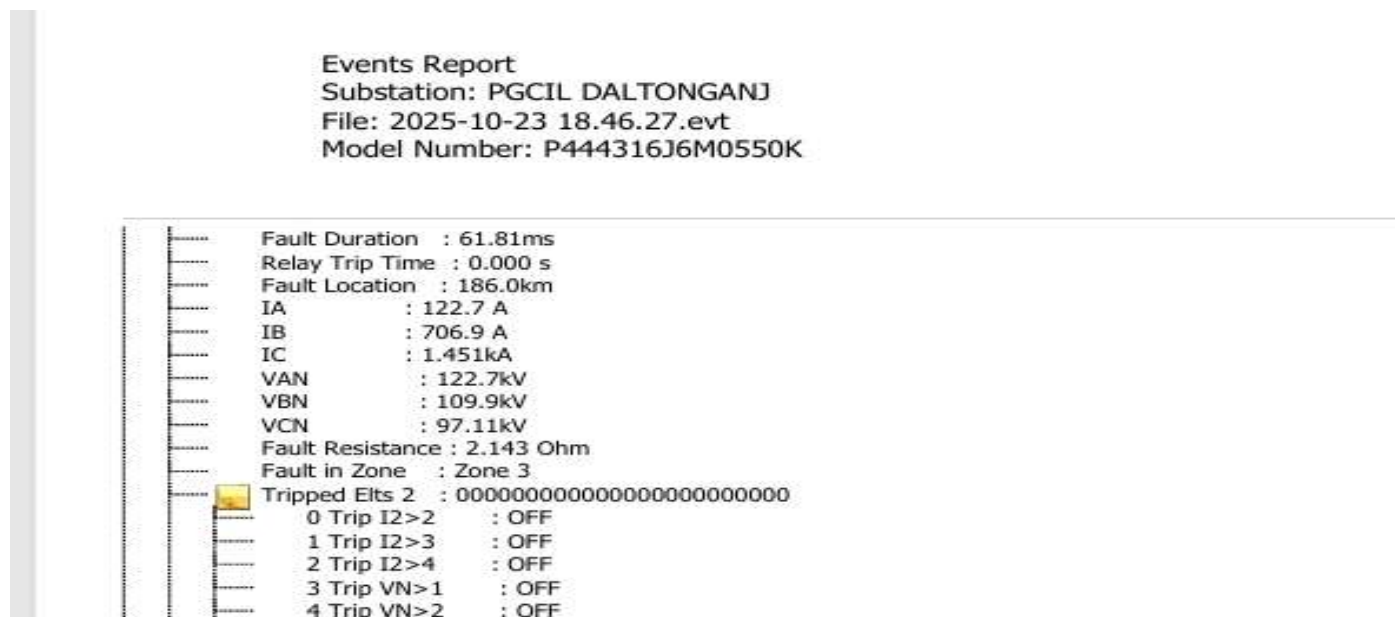 Events Report
Substation: PGCIL DALTONGANJ
File: 2025-10-23 18.46.27.evt
Model Number: P444316J6M0550K
Fault Duration : 61.81ms
Relay Trip Time : 0.000 s
Fault Location : 186.0km
IA : 122.7 A
IB : 706.9 A
IC : 1.451kA
VAN : 122.7kV
VBN : 109.9kV
VCN : 97.11kV
Fault Resistance : 2.143 Ohm
Fault in Zone : Zone 3
Tripped Elts 2 : 000000000000000000000000
0 Trip I2>2 : OFF
1 Trip I2>3 : OFF
2 Trip I2>4 : OFF
3 Trip VN>1 : OFF
4 Trip VN>2 : OFF